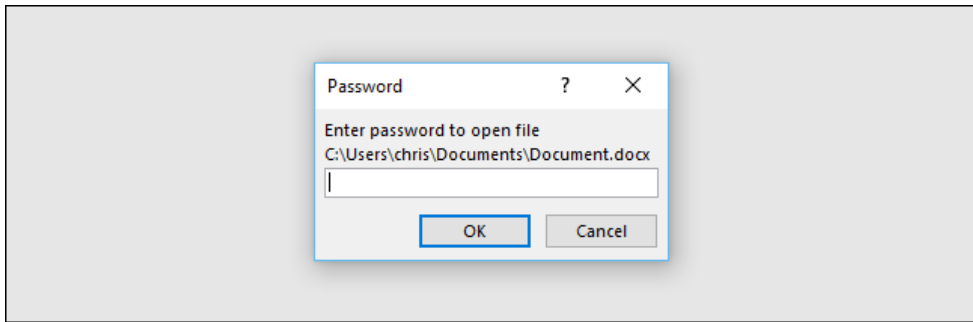 Password ?
Enter password to open file
C:\Users\chris\Documents\Document.docx
OK Cancel